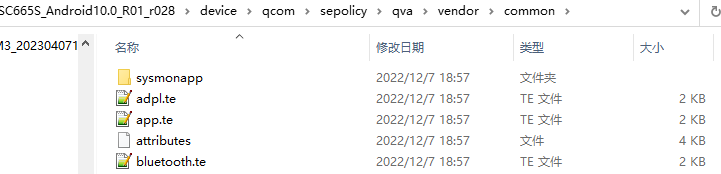 SC665S_Android10.0_R01_r028 > device > qcom > sepolicy > qva > vendor > common >
M3_202304071
名称 修改日期 类型 大小
sysmonapp 2022/12/7 18:57 文件夹
adpl.te 2022/12/7 18:57 TE 文件 2 KB
app.te 2022/12/7 18:57 TE 文件 2 KB
attributes 2022/12/7 18:57 文件 4 KB
bluetooth.te 2022/12/7 18:57 TE 文件 2 KB